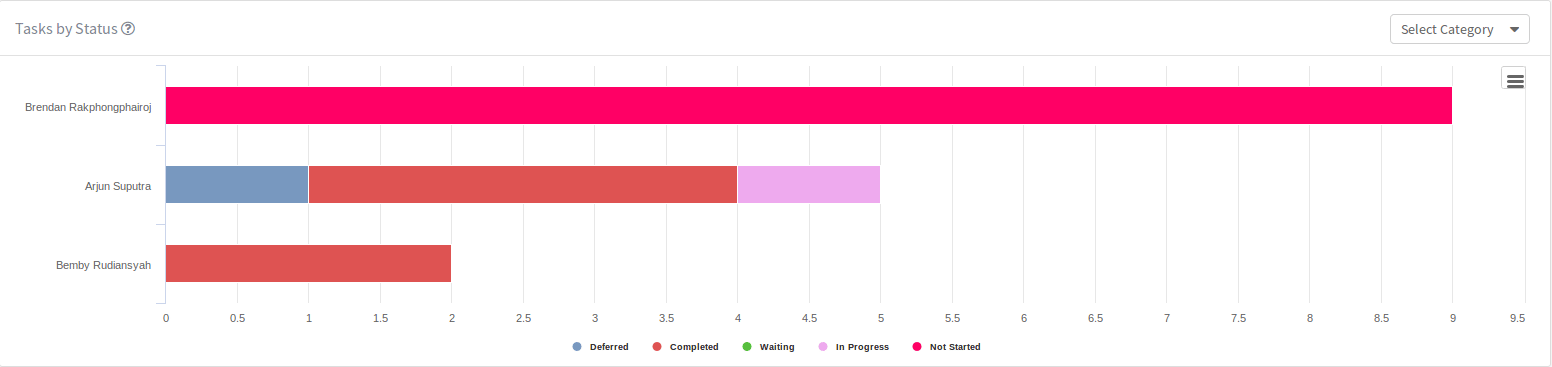 Tasks by Status
Select Category
Brendan Rakphongphairoj
Arjun Suputra
Bemby Rudiansyah
0 0.5 1 1.5 2 2.5 3 3.5 4 4.5 5 5.5 6 6.5 7 7.5 8 8.5 9 9.5
Deferred Completed Waiting In Progress Not Started